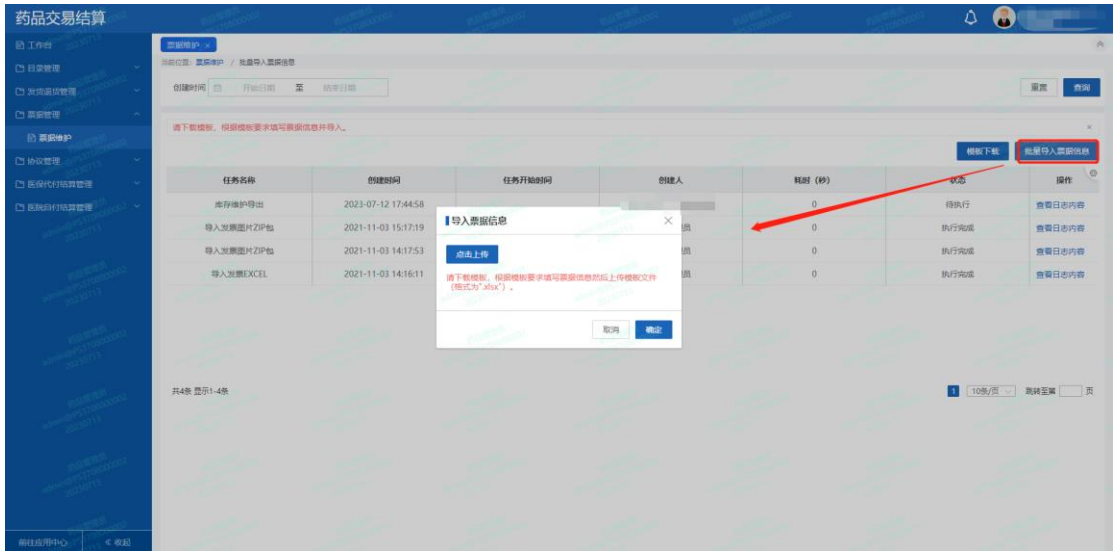 药品交易结算
工作台
目录管理
发货退货管理
票据管理
票据维护
协议管理
医保代付结算管理
医院自付结算管理
前往应用中心
收起
票据维护 ×
当前位置: 票据维护 / 批量导入票据信息
创建时间 开始日期 至 结束日期 重置 查询
请下载模板，根据模板要求填写票据信息并导入。
模板下载 批量导入票据信息
任务名称 创建时间 任务开始时间 创建人 耗时（秒） 状态 操作
库存维护导出 2023-07-12 17:44:58 0 待执行 查看日志内容
导入发票图片ZIP包 2021-11-03 15:17:19 员 0 执行完成 查看日志内容
导入发票图片ZIP包 2021-11-03 14:17:53 员 0 执行完成 查看日志内容
导入发票EXCEL 2021-11-03 14:16:11 员 0 执行完成 查看日志内容
导入票据信息
点击上传
请下载模板，根据模板要求填写票据信息然后上传模板文件
（格式为".xlsx"）。
取消 确定
共4条 显示1-4条 1 10条/页 跳转至第 页